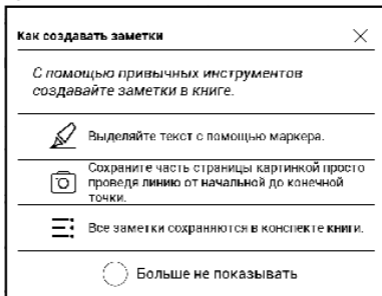 Как создавать заметки
С помощью привычных инструментов
создавайте заметки в книге.
Выделяйте текст с помощью маркера.
Сохраните часть страницы картинкой просто
проведя линию от начальной до конечной
точки.
Все заметки сохраняются в конспекте книги.
Больше не показывать